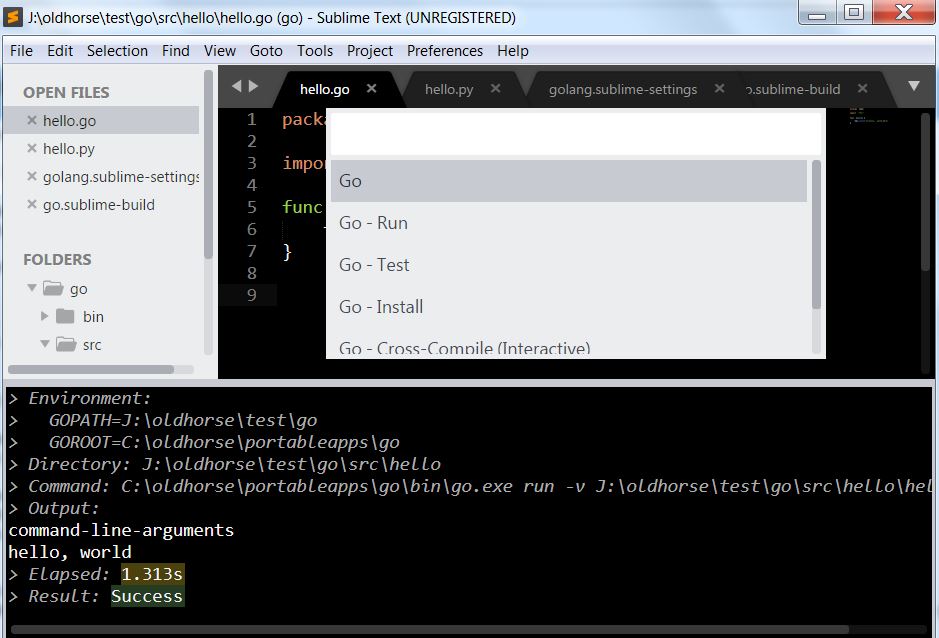 J:\oldhorse\test\go\src\hello\hello.go (go) - Sublime Text (UNREGISTERED)
File Edit Selection Find View Goto Tools Project Preferences Help
OPEN FILES
hello.go
hello.py
golang.sublime-settings
go.sublime-build
FOLDERS
go
bin
src
hello.go hello.py golang.sublime-settings o.sublime-build
1 packa
2
3 impor
4
5 func
6
7 }
8
9
Go
Go - Run
Go - Test
Go - Install
Go - Cross-Compile (Interactive)
> Environment:
> GOPATH=J:\oldhorse\test\go
> GOROOT=C:\oldhorse\portableapps\go
> Directory: J:\oldhorse\test\go\src\hello
> Command: C:\oldhorse\portableapps\go\bin\go.exe run -v J:\oldhorse\test\go\src\hello\hel
> Output:
command-line-arguments
hello, world
> Elapsed: 1.313s
> Result: Success